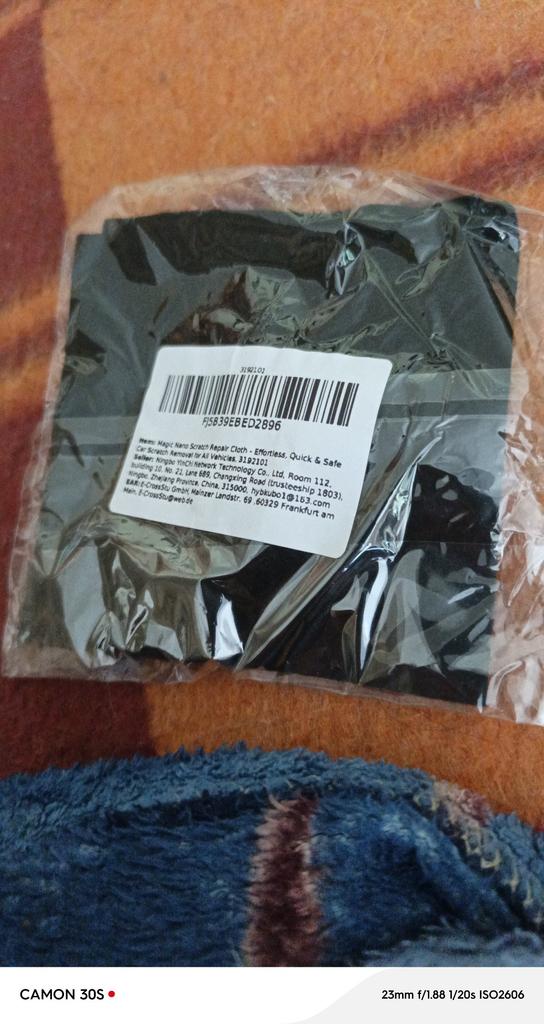 3192101
FJ5B39EBED2896
Item: Magic Nano Scratch Repair Cloth - Effortless, Quick & Safe
Car Scratch Removal for All Vehicles, 3192101
Seller: Ningbo YinChi Network Technology Co., Ltd, Room 112,
building 10, No. 21, Lane 689, Changxing Road (trusteeship 1803),
Ningbo, Zhejiang Province, China, 315000, hybkubo1@163.com
EAR: E-CrossStu GmbH, Mainzer Landstr. 69 ,60329 Frankfurt am
Main, E-CrossStu@web.de
CAMON 30S
23mm f/1.88 1/20s ISO2606